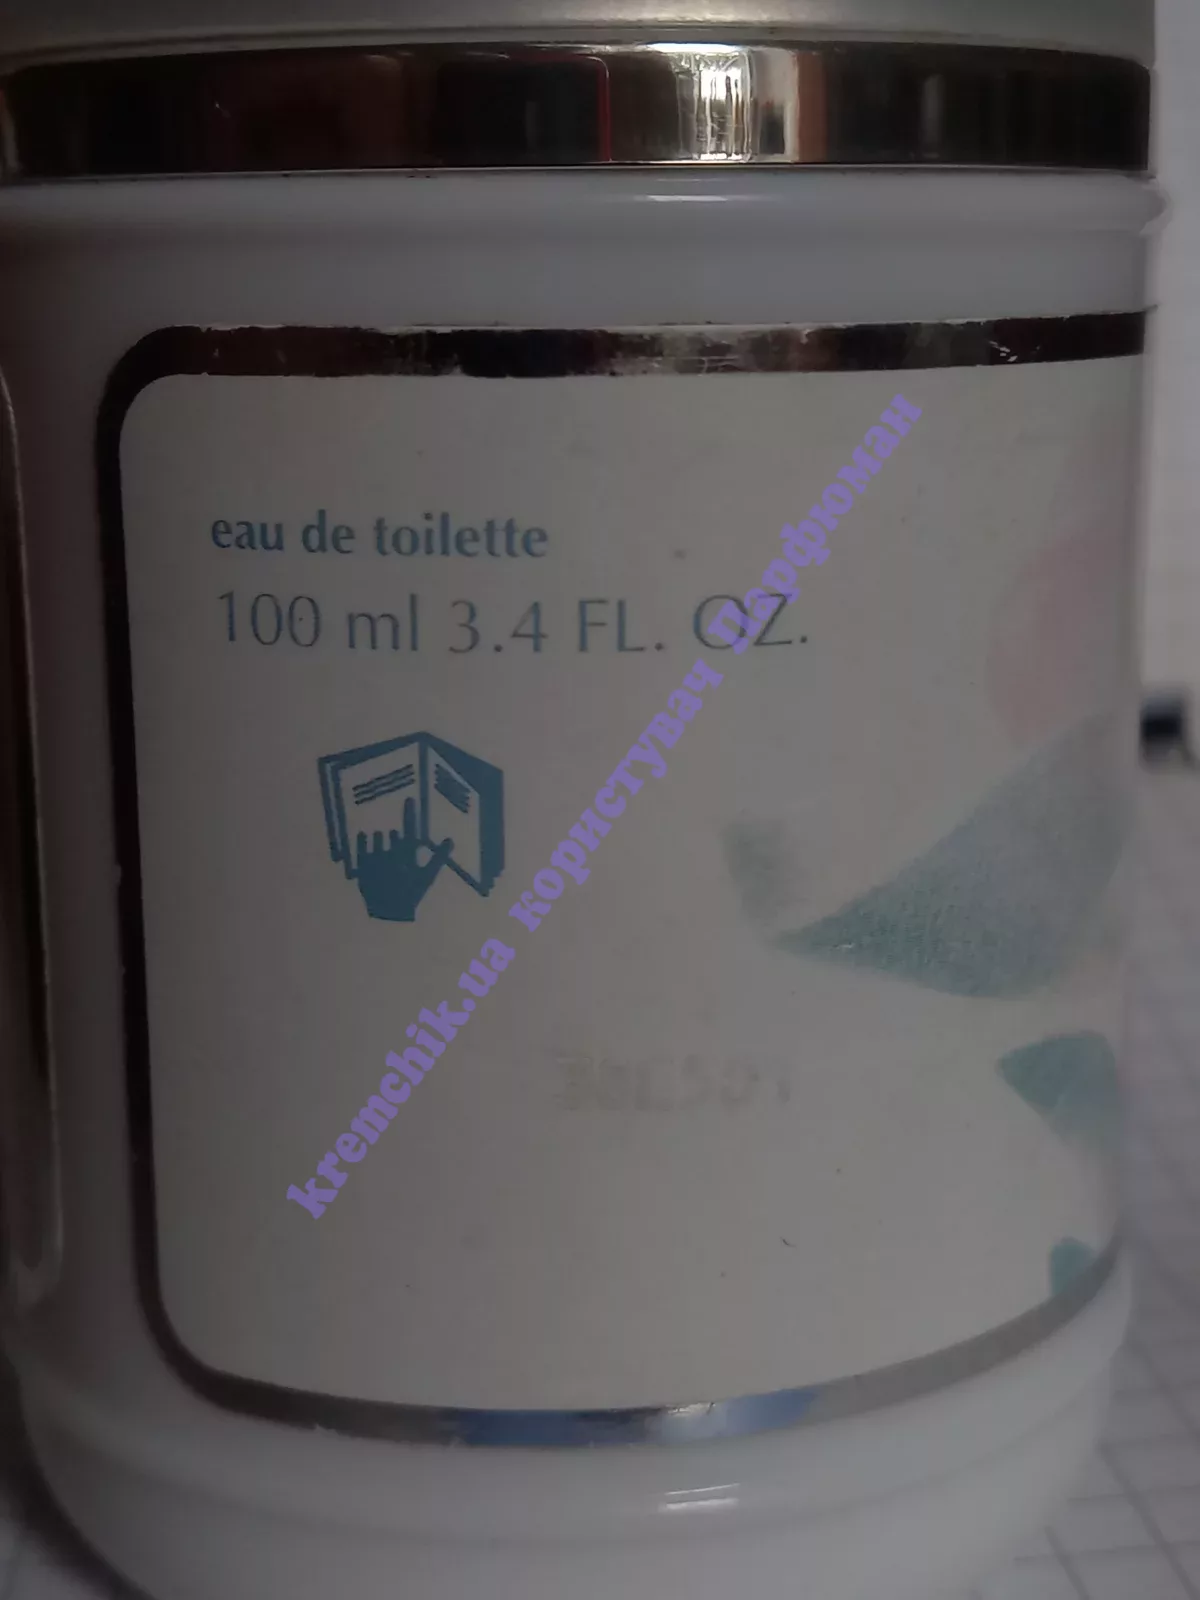 eau de toilette
100 ml 3.4 FL. OZ.
kremchik.ua користувач Парфюман